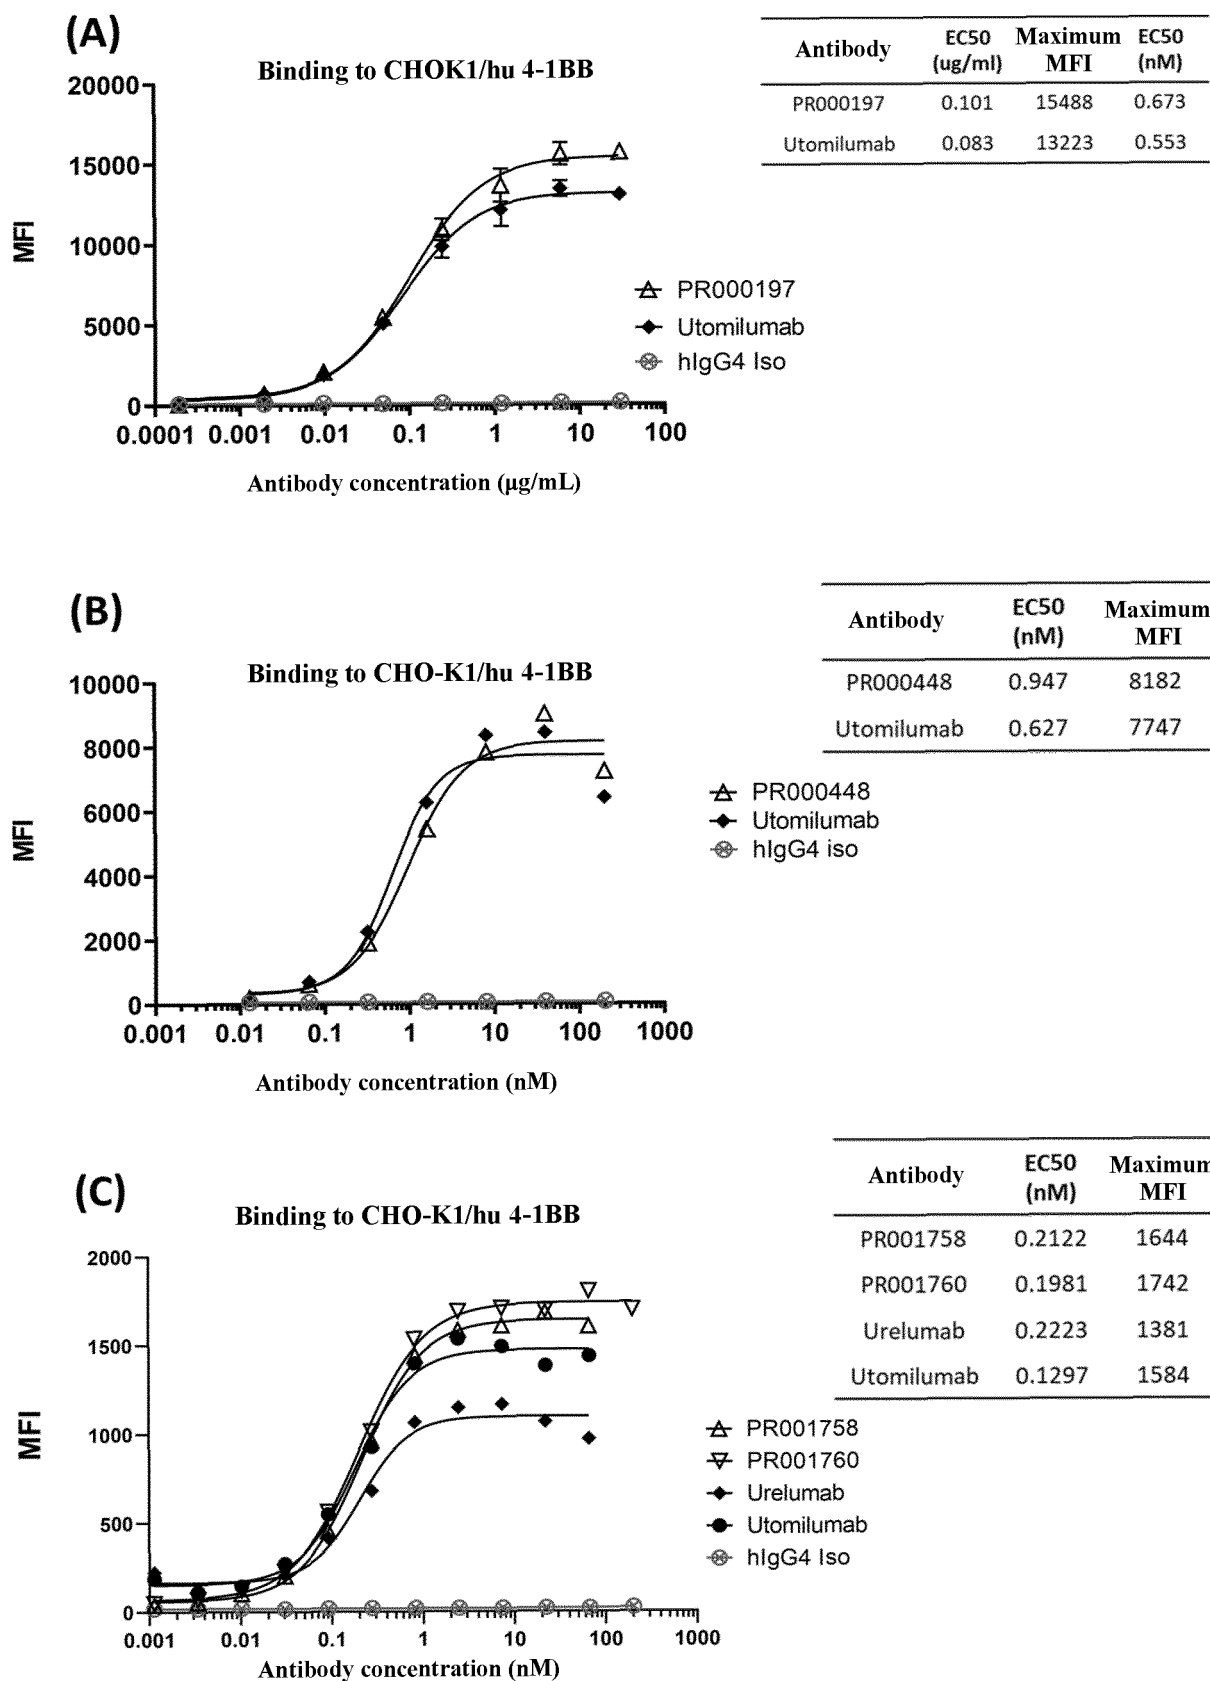 (A)
Binding to CHOK1/hu 4-1BB
20000
15000
10000
5000
0
MFI
0.0001 0.001 0.01 0.1 1 10 100
Antibody concentration (µg/mL)
PR000197
Utomilumab
hIgG4 Iso
Antibody EC50 (ug/ml) Maximum MFI EC50 (nM)
PR000197 0.101 15488 0.673
Utomilumab 0.083 13223 0.553
(B)
Binding to CHO-K1/hu 4-1BB
10000
8000
6000
4000
2000
0
MFI
0.001 0.01 0.1 1 10 100 1000
Antibody concentration (nM)
PR000448
Utomilumab
hIgG4 iso
Antibody EC50 (nM) Maximum MFI
PR000448 0.947 8182
Utomilumab 0.627 7747
(C)
Binding to CHO-K1/hu 4-1BB
2000
1500
1000
500
0
MFI
0.001 0.01 0.1 1 10 100 1000
Antibody concentration (nM)
PR001758
PR001760
Urelumab
Utomilumab
hIgG4 Iso
Antibody EC50 (nM) Maximum MFI
PR001758 0.2122 1644
PR001760 0.1981 1742
Urelumab 0.2223 1381
Utomilumab 0.1297 1584